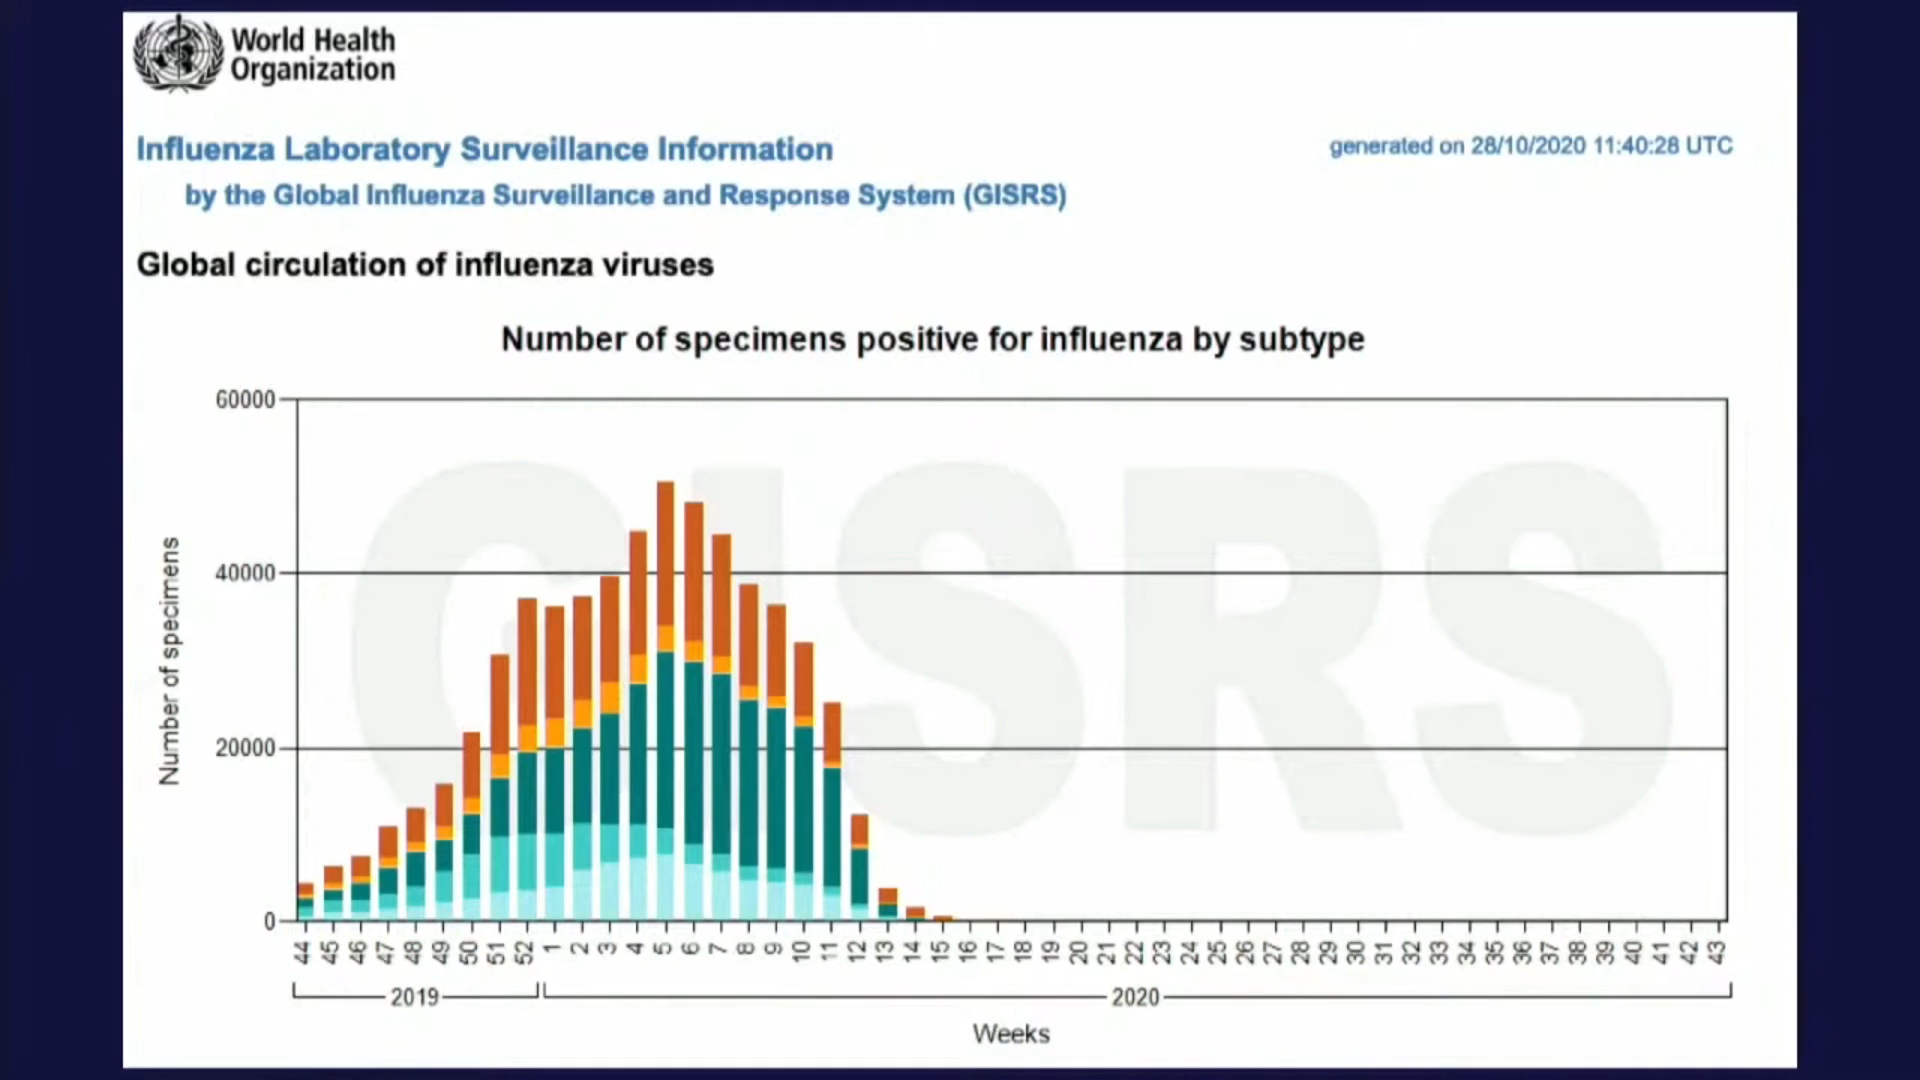 World Health
Organization
Influenza Laboratory Surveillance Information
generated on 28/10/2020 11:40:28 UTC
by the Global Influenza Surveillance and Response System (GISRS)
Global circulation of influenza viruses
Number of specimens positive for influenza by subtype
60000
40000
20000
0
Number of specimens
GISRS
44 45 46 47 48 49 50 51 52 1 2 3 4 5 6 7 8 9 10 11 12 13 14 15 16 17 18 19 20 21 22 23 24 25 26 27 28 29 30 31 32 33 34 35 36 37 38 39 40 41 42 43
2019 2020
Weeks